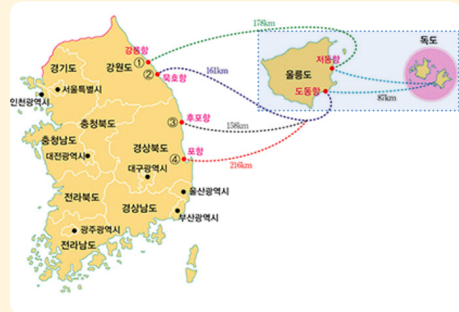 178km
강릉항
①
경기도
강원도
②
묵호항
161km
서울특별시
인천광역시
독도
저동항
울릉도
도동항
87km
충청북도
③
후포항
158km
충청남도
경상북도
④
포항
대전광역시
대구광역시
216km
전라북도
울산광역시
경상남도
부산광역시
광주광역시
전라남도